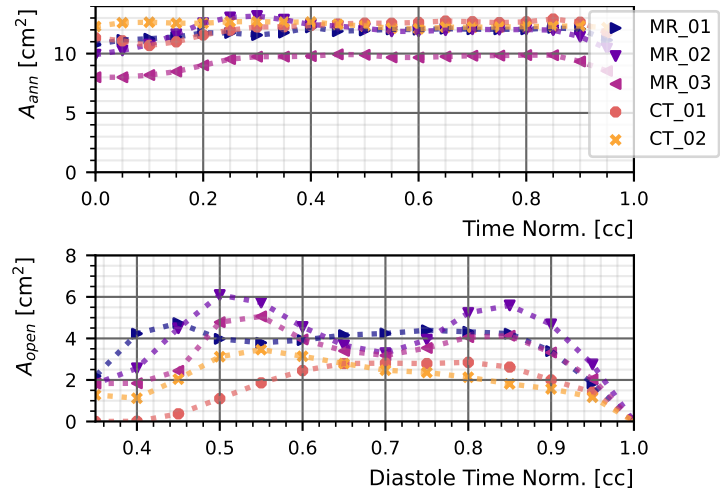 A_ann [cm²]
10
5
0
0.0 0.2 0.4 0.6 0.8 1.0
Time Norm. [cc]
MR_01
MR_02
MR_03
CT_01
CT_02
A_open [cm²]
8
6
4
2
0
0.4 0.5 0.6 0.7 0.8 0.9 1.0
Diastole Time Norm. [cc]